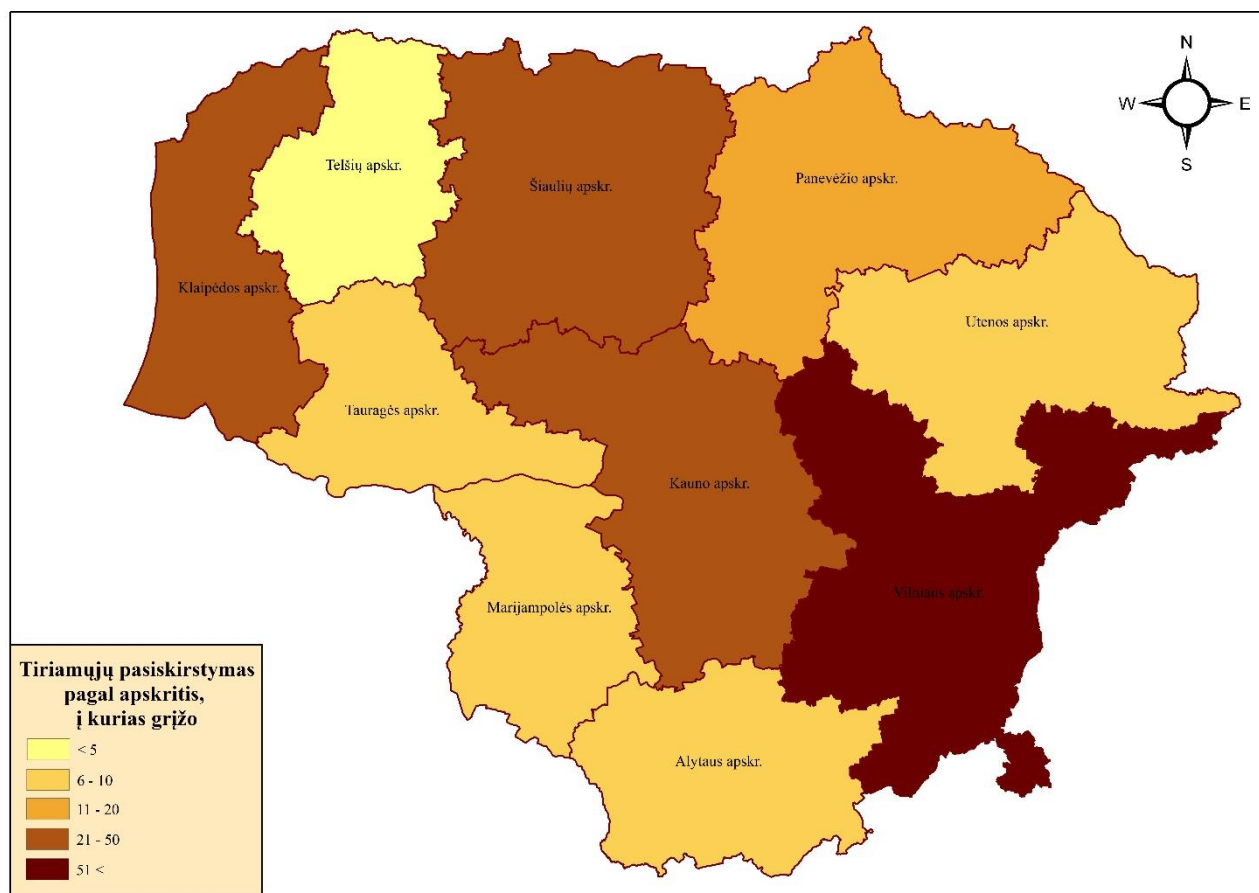 N
W E
S
Telšių apskr.
Šiaulių apskr.
Panevėžio apskr.
Klaipėdos apskr.
Utenos apskr.
Tauragės apskr.
Kauno apskr.
Vilniaus apskr.
Marijampolės apskr.
Alytaus apskr.
Tiriamųjų pasiskirstymas
pagal apskritis,
į kurias grįžo
< 5
6 - 10
11 - 20
21 - 50
51 <